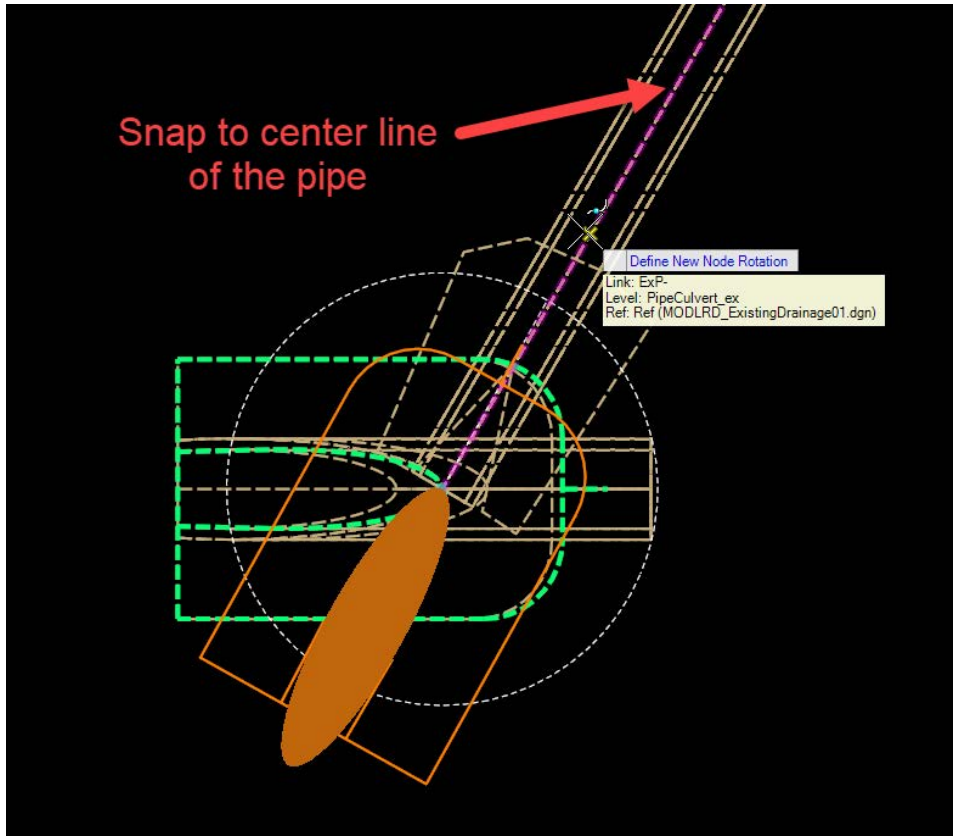 Snap to center line
of the pipe
Define New Node Rotation
Link: ExP-
Level: PipeCulvert_ex
Ref: Ref (MODLRD_ExistingDrainage01.dgn)